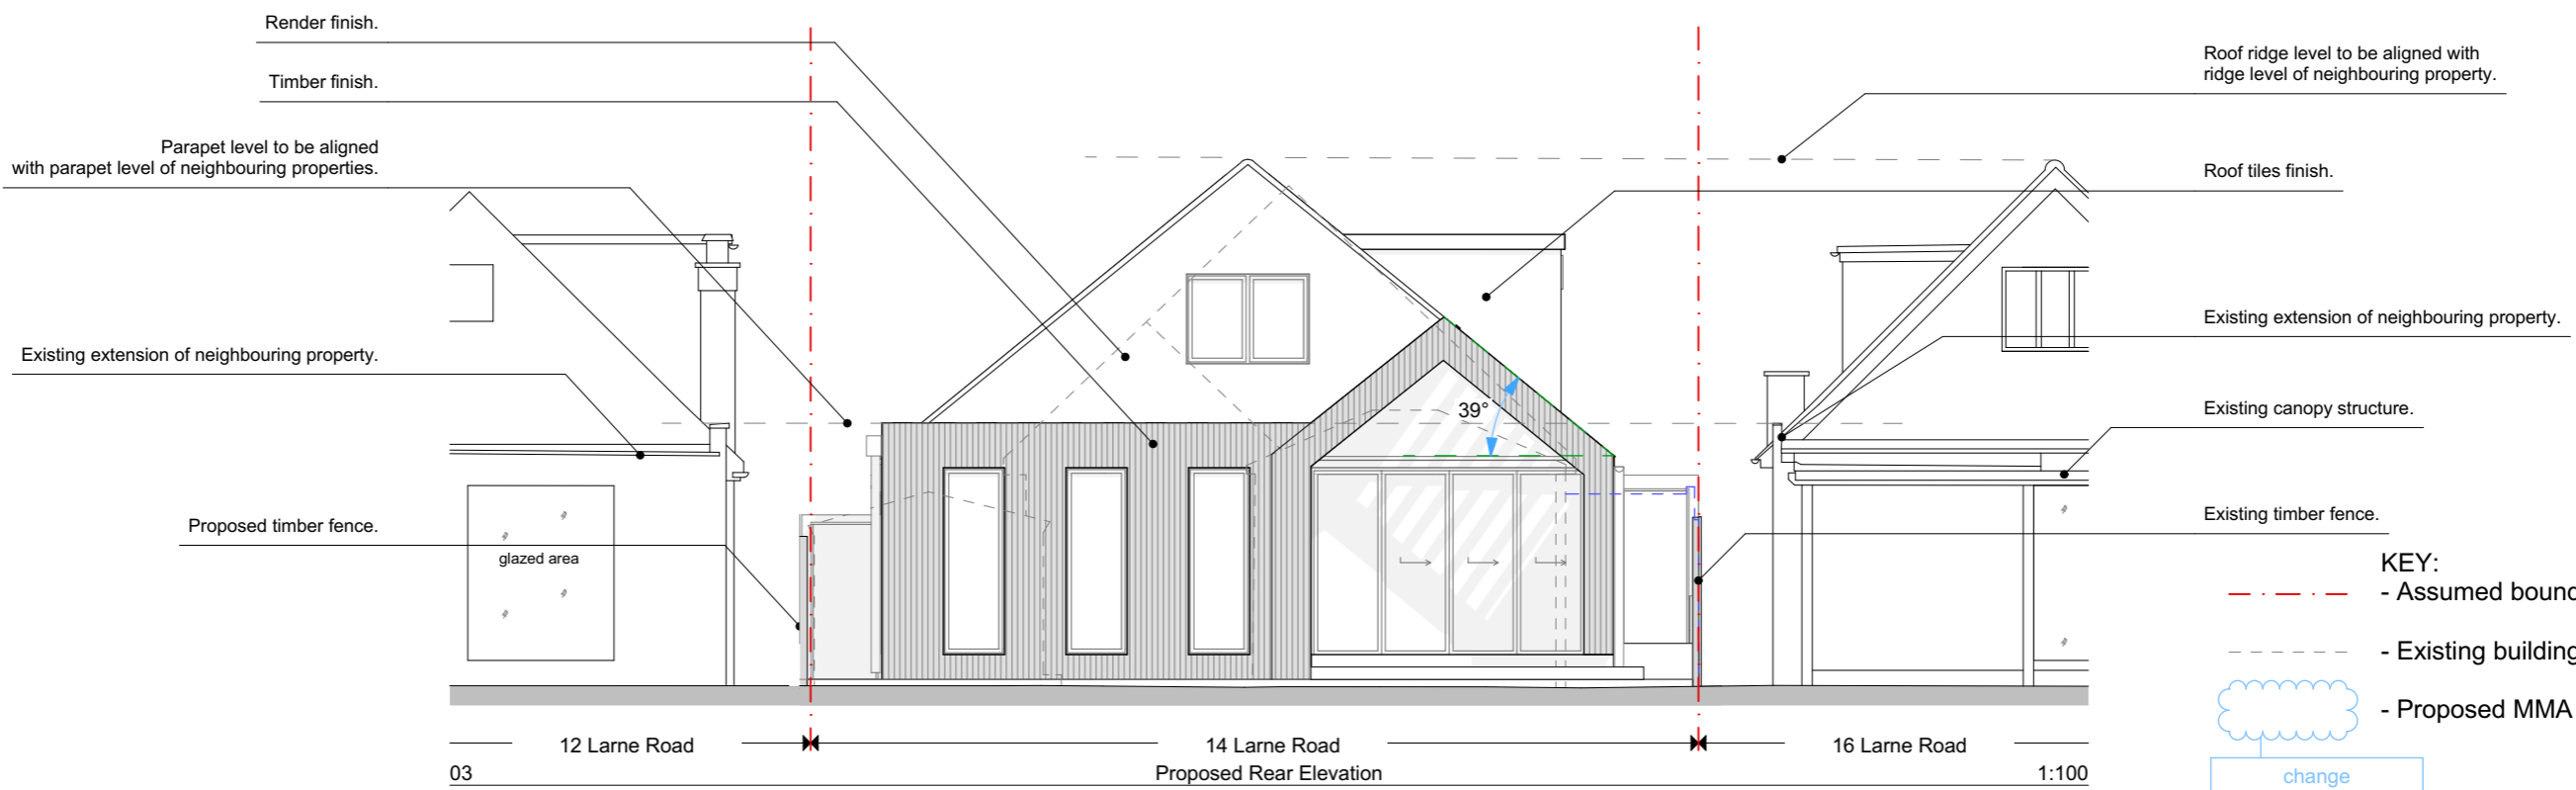 Render finish.
Timber finish.
Parapet level to be aligned
with parapet level of neighbouring properties.
Existing extension of neighbouring property.
Proposed timber fence.
glazed area
39°
Roof ridge level to be aligned with
ridge level of neighbouring property.
Roof tiles finish.
Existing extension of neighbouring property.
Existing canopy structure.
Existing timber fence.
KEY:
- Assumed bound
- Existing building
- Proposed MMA
change
12 Larne Road
14 Larne Road
16 Larne Road
03
Proposed Rear Elevation
1:100